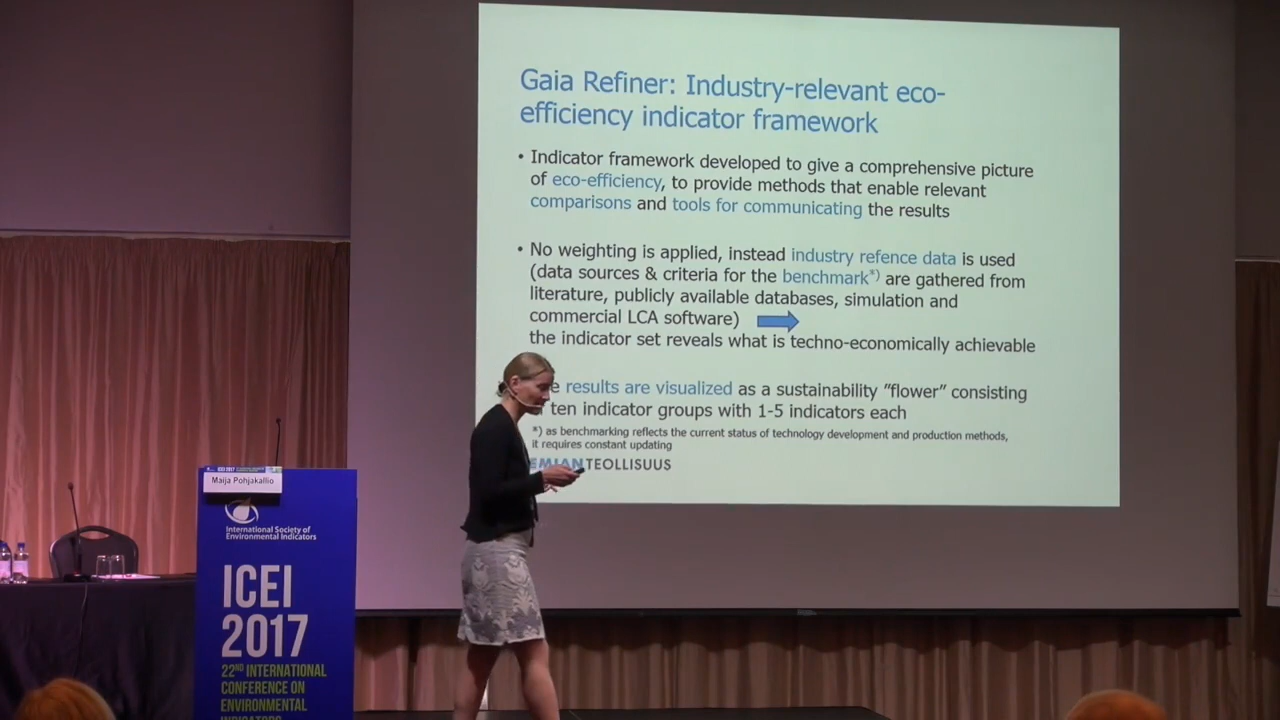 Gaia Refiner: Industry-relevant eco-
efficiency indicator framework
• Indicator framework developed to give a comprehensive picture
of eco-efficiency, to provide methods that enable relevant
comparisons and tools for communicating the results
• No weighting is applied, instead industry refence data is used
(data sources & criteria for the benchmark*) are gathered from
literature, publicly available databases, simulation and
commercial LCA software)
the indicator set reveals what is techno-economically achievable
results are visualized as a sustainability ”flower” consisting
ten indicator groups with 1-5 indicators each
*) as benchmarking reflects the current status of technology development and production methods,
it requires constant updating
EMIANTEOLLISUUS
ICEI 2017
Maija Pohjakallio
International Society of
Environmental Indicators
ICEI
2017
22ND INTERNATIONAL
CONFERENCE ON
ENVIRONMENTAL
INDICATORS